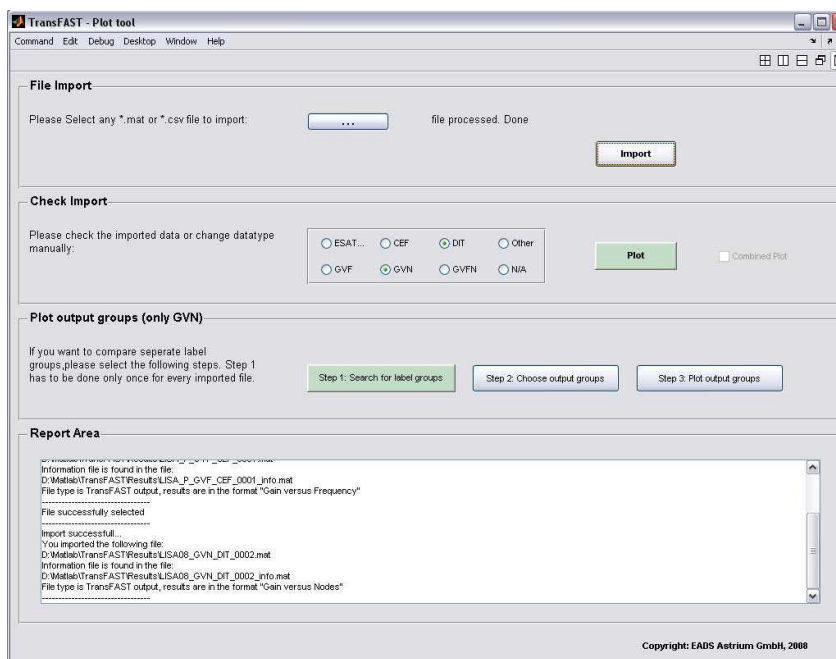 TransFAST - Plot tool
Command Edit Debug Desktop Window Help
File Import
Please Select any *.mat or *.csv file to import:
...
file processed. Done
Import
Check Import
Please check the imported data or change datatype
manually:
ESAT... CEF DIT Other
GVF GVN GVFN N/A
Plot
Combined Plot
Plot output groups (only GVN)
If you want to compare seperate label
groups,please select the following steps. Step 1
has to be done only once for every imported file.
Step 1: Search for label groups
Step 2: Choose output groups
Step 3: Plot output groups
Report Area
Information file is found in the file:
D:\Matlab\TransFAST\Results\LISA_P_GVF_CEF_0001_info.mat
File type is TransFAST output, results are in the format "Gain versus Frequency"
---------------------------------
File successfully selected
---------------------------------
Import successfull...
You imported the following file:
D:\Matlab\TransFAST\Results\LISA08_GVN_DIT_0002.mat
Information file is found in the file:
D:\Matlab\TransFAST\Results\LISA08_GVN_DIT_0002_info.mat
File type is TransFAST output, results are in the format "Gain versus Nodes"
---------------------------------
Copyright: EADS Astrium GmbH, 2008